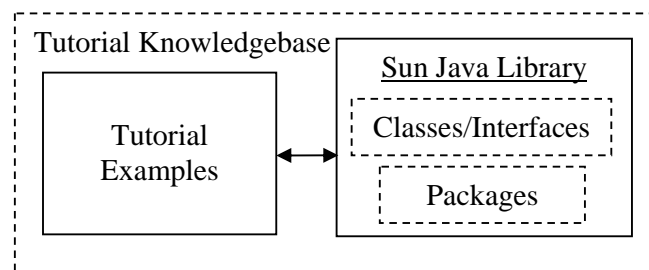 Tutorial Knowledgebase
Sun Java Library
Tutorial
Examples
Classes/Interfaces
Packages